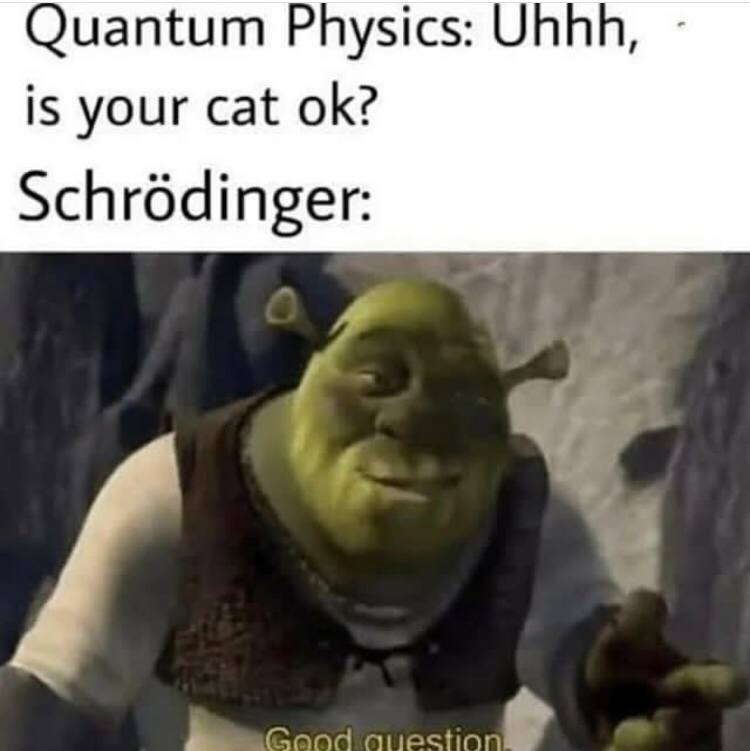 Quantum Physics: Uhhh,
is your cat ok?
Schrödinger:
Good question.